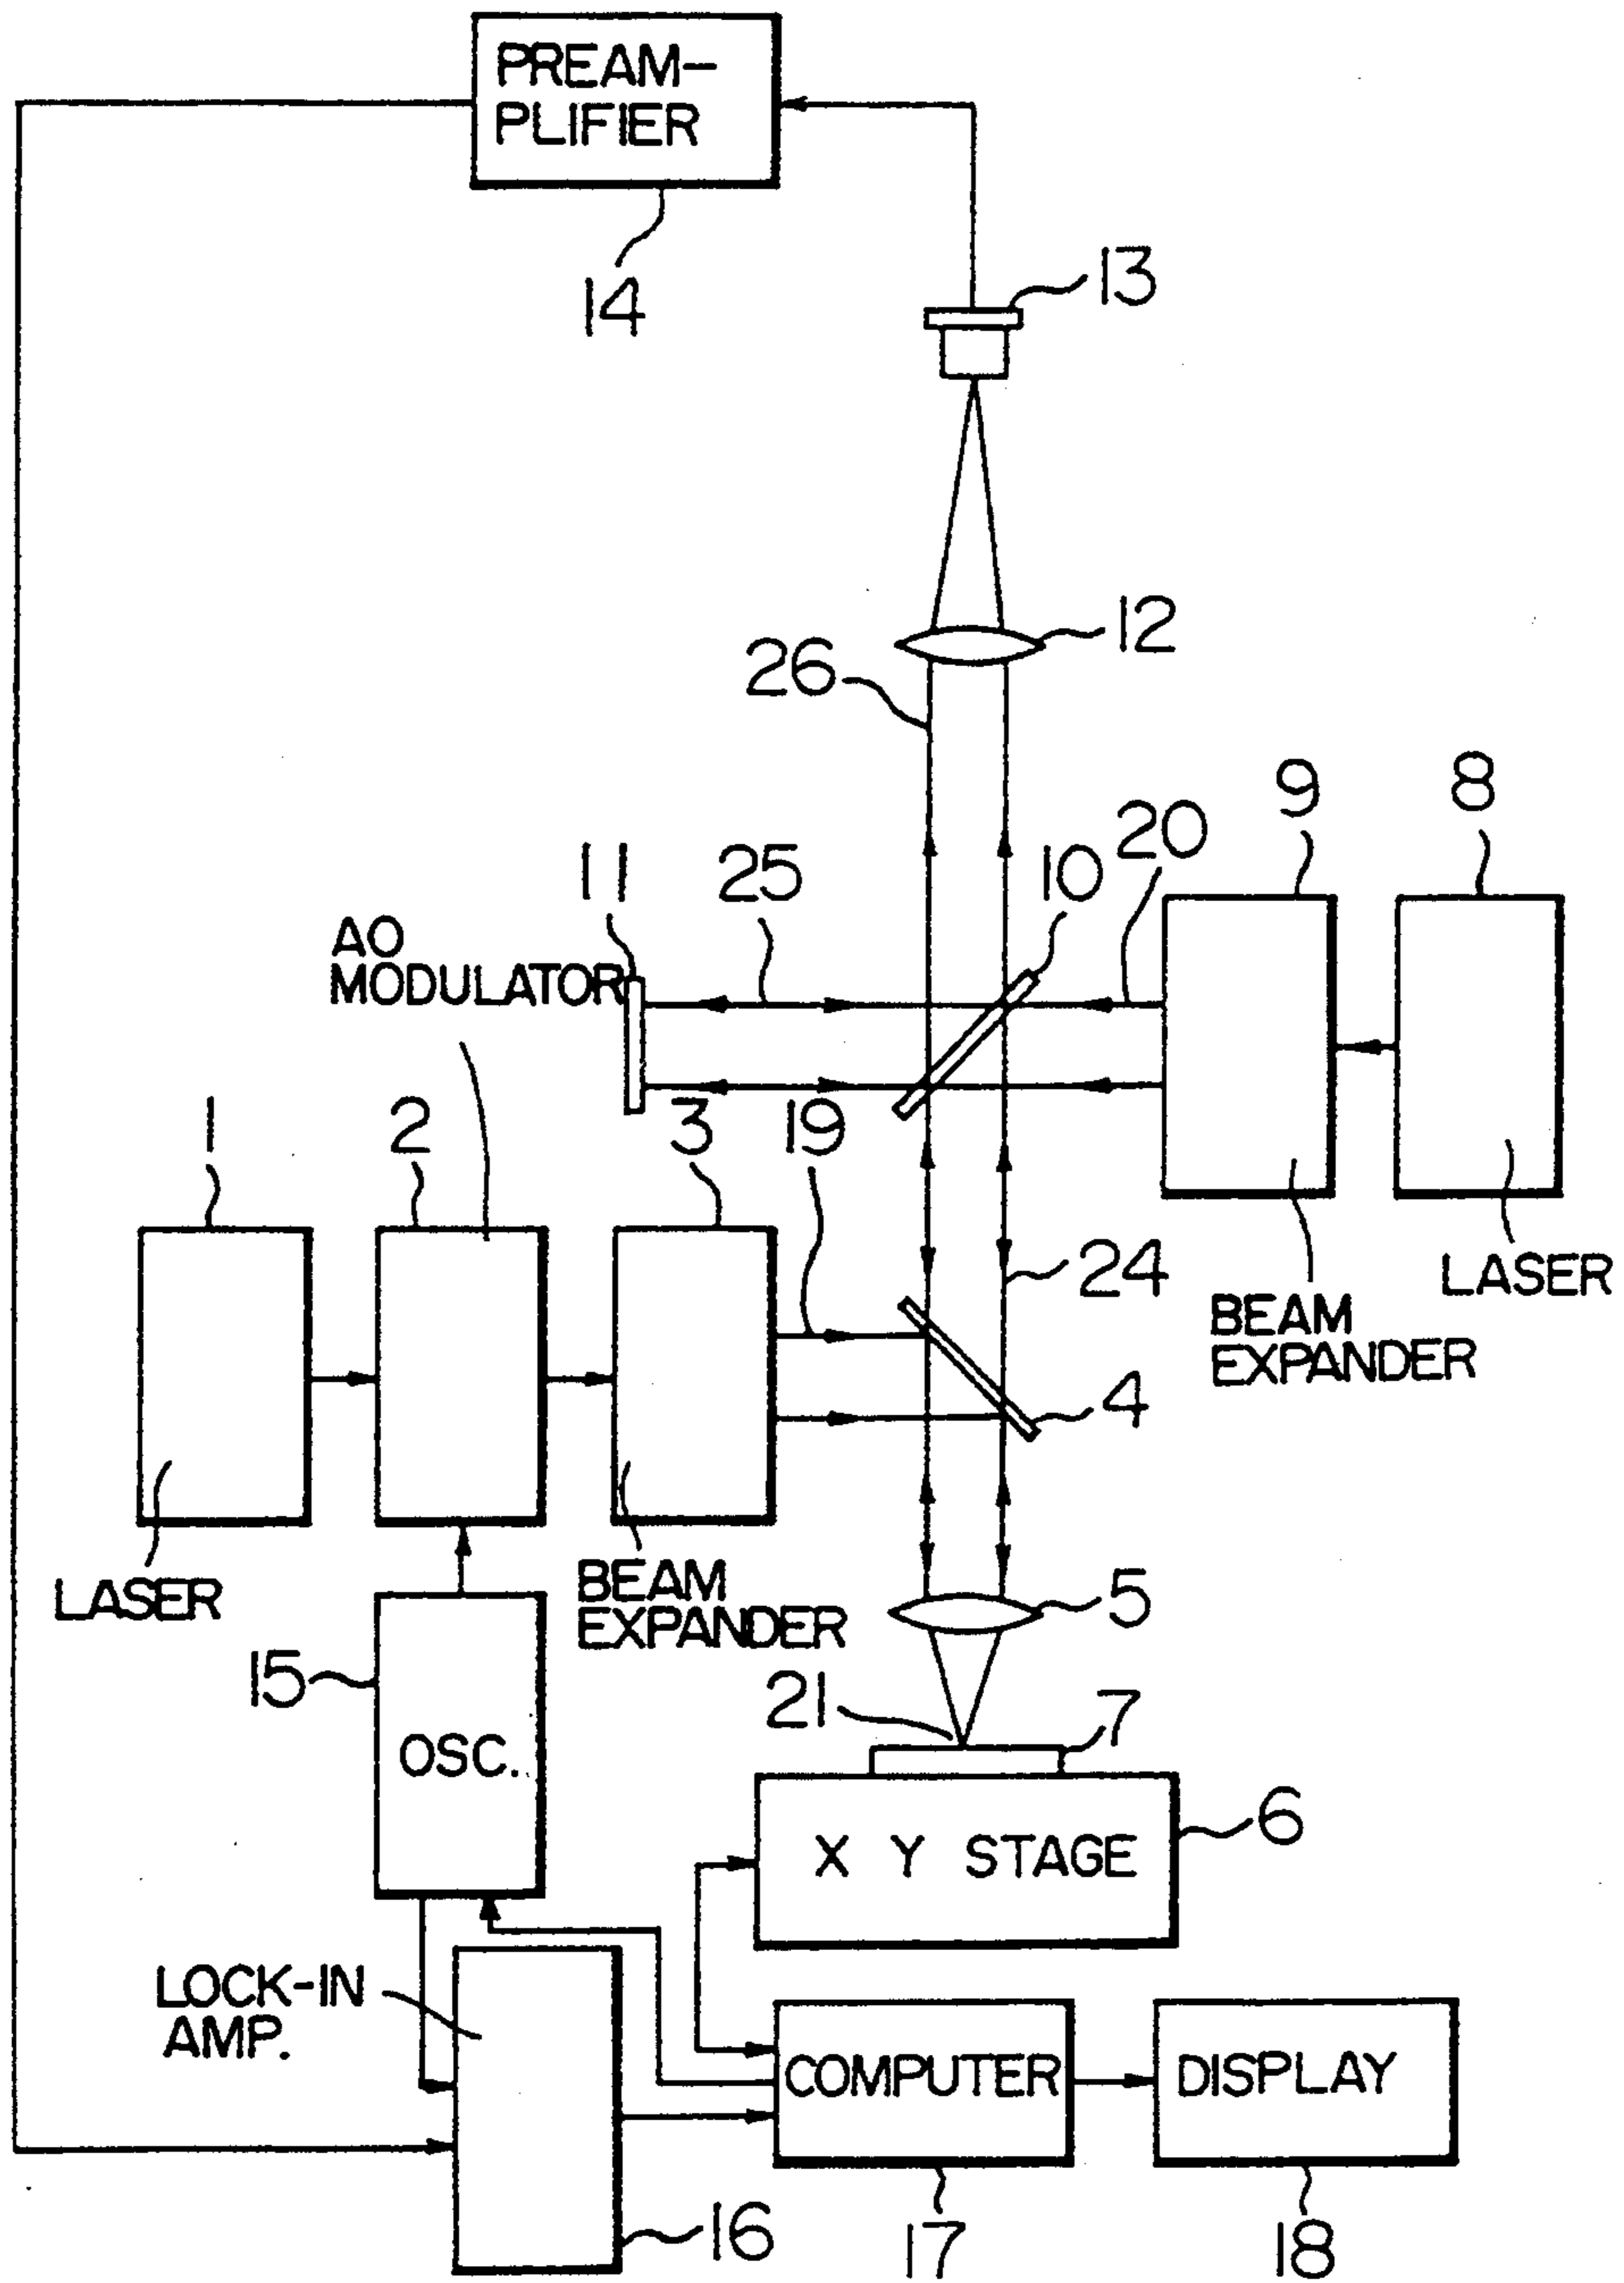 PREAM-
PLIFIER
14
13
12
26
9
8
20
10
25
11
AO
MODULATOR
1
2
3
19
24
LASER
BEAM
EXPANDER
4
LASER
BEAM
EXPANDER
5
15
OSC.
21
7
6
X Y STAGE
LOCK-IN
AMP.
COMPUTER
DISPLAY
16
17
18